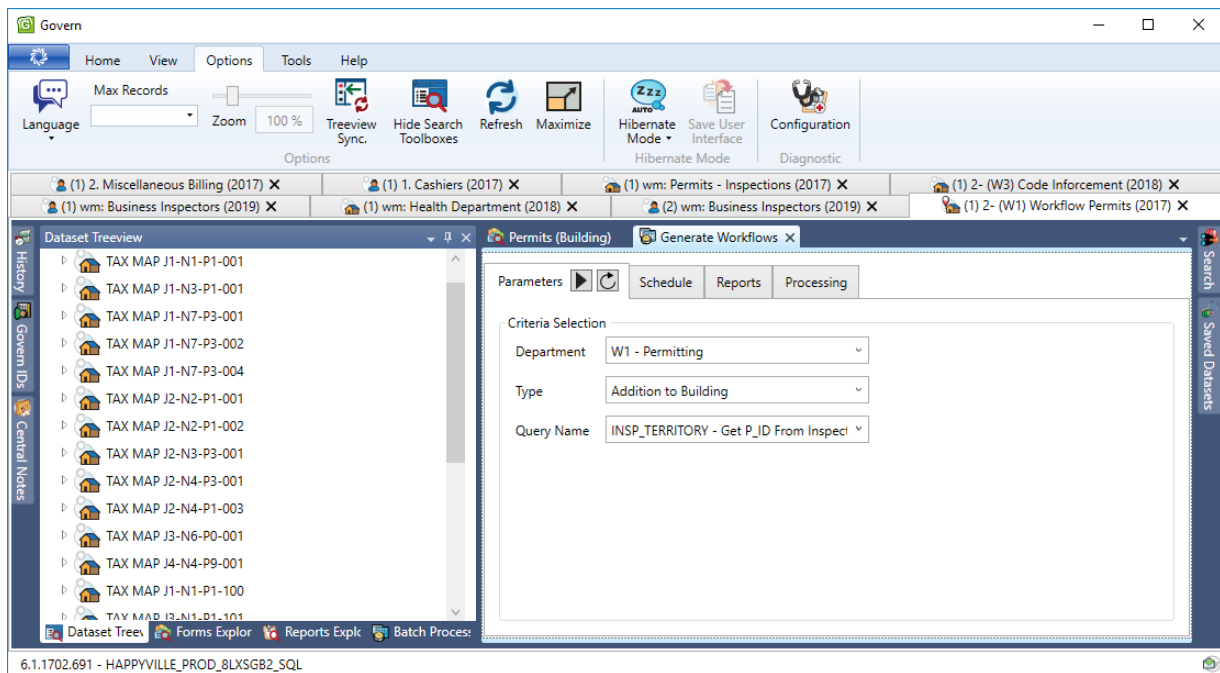 Govern
Home View Options Tools Help
Language
Max Records
Zoom 100 %
Treeview Sync.
Hide Search Toolboxes
Refresh
Maximize
Options
Hibernate Mode
Save User Interface
Hibernate Mode
Configuration
Diagnostic
(1) 2. Miscellaneous Billing (2017) X
(1) 1. Cashiers (2017) X
(1) wm: Permits - Inspections (2017) X
(1) 2- (W3) Code Inforcement (2018) X
(1) wm: Business Inspectors (2019) X
(1) wm: Health Department (2018) X
(2) wm: Business Inspectors (2019) X
(1) 2- (W1) Workflow Permits (2017) X
History
Govern IDs
Central Notes
Dataset Treeview
TAX MAP J1-N1-P1-001
TAX MAP J1-N3-P1-001
TAX MAP J1-N7-P3-001
TAX MAP J1-N7-P3-002
TAX MAP J1-N7-P3-004
TAX MAP J2-N2-P1-001
TAX MAP J2-N2-P1-002
TAX MAP J2-N3-P3-001
TAX MAP J2-N4-P3-001
TAX MAP J2-N4-P1-003
TAX MAP J3-N6-P0-001
TAX MAP J4-N4-P9-001
TAX MAP J1-N1-P1-100
TAX MAP J3-N1-P1-101
Dataset Treev
Forms Explor
Reports Explc
Batch Proces
Permits (Building)
Generate Workflows X
Parameters
Schedule
Reports
Processing
Criteria Selection
Department W1 - Permitting
Type Addition to Building
Query Name INSP_TERRITORY - Get P_ID From Inspect
Search
Saved Datasets
6.1.1702.691 - HAPPYVILLE_PROD_8LXSGB2_SQL